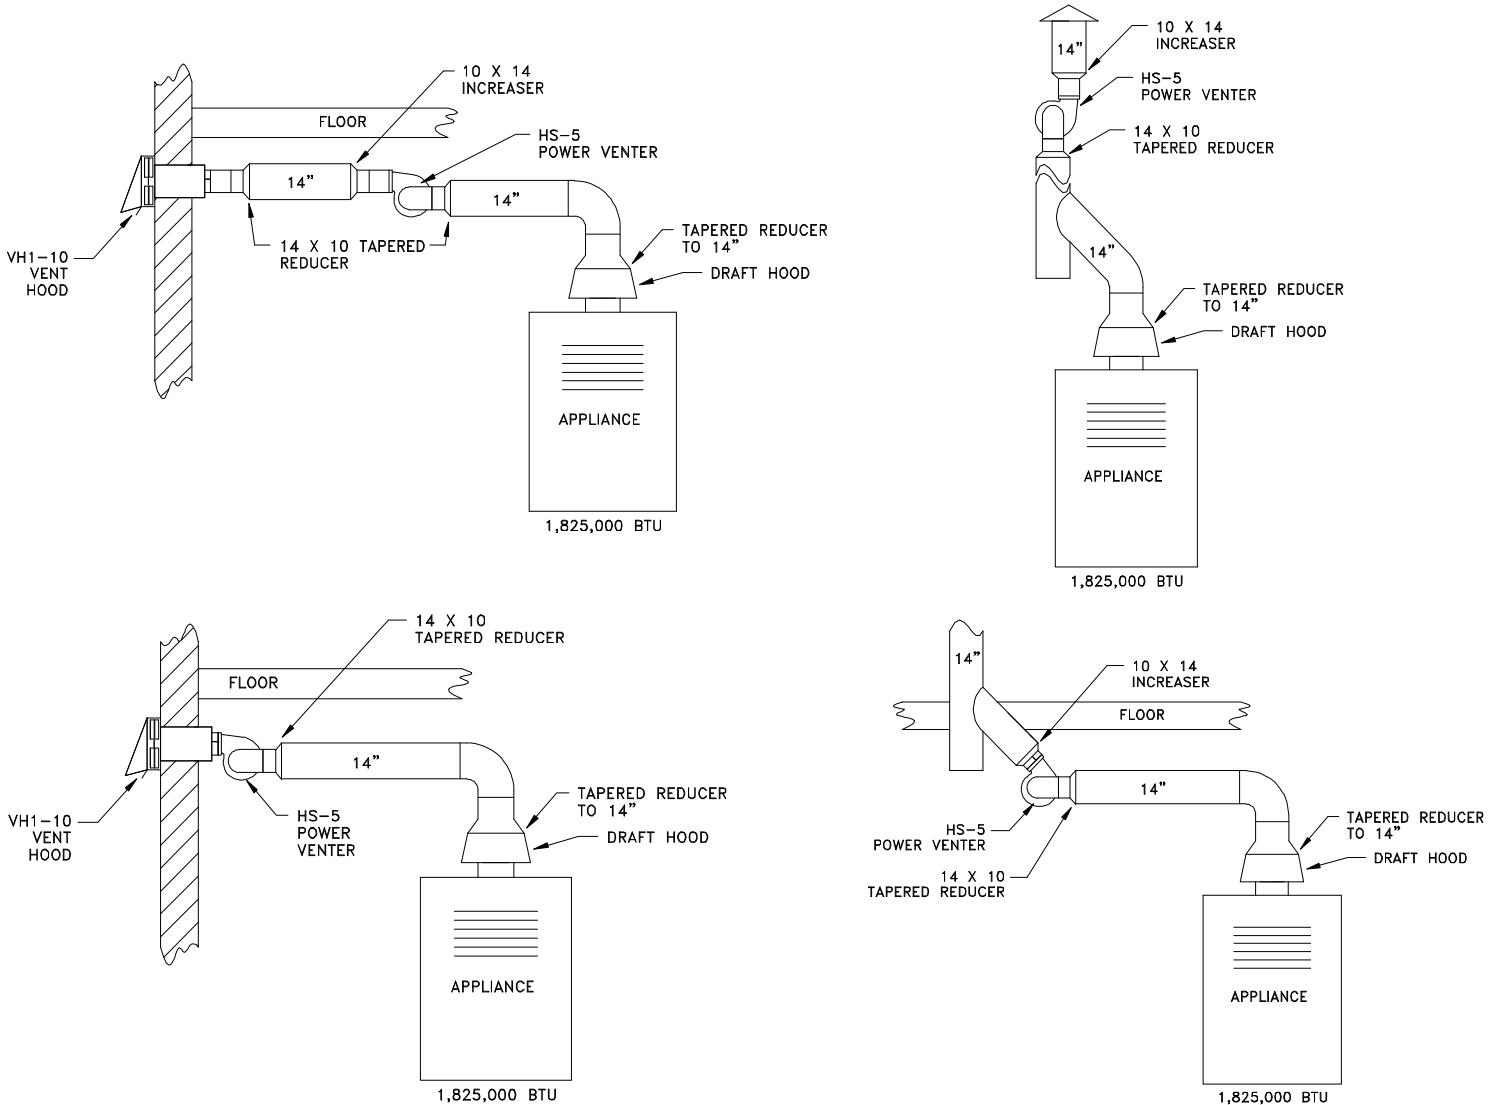 10 X 14
INCREASER
FLOOR
HS-5
POWER VENTER
14"
14"
14 X 10 TAPERED
REDUCER
TAPERED REDUCER
TO 14"
DRAFT HOOD
VH1-10
VENT
HOOD
APPLIANCE
1,825,000 BTU
10 X 14
INCREASER
14"
HS-5
POWER VENTER
14 X 10
TAPERED REDUCER
14"
TAPERED REDUCER
TO 14"
DRAFT HOOD
APPLIANCE
1,825,000 BTU
14 X 10
TAPERED REDUCER
FLOOR
14"
TAPERED REDUCER
TO 14"
DRAFT HOOD
VH1-10
VENT
HOOD
HS-5
POWER
VENTER
APPLIANCE
1,825,000 BTU
14"
10 X 14
INCREASER
FLOOR
14"
HS-5
POWER VENTER
14 X 10
TAPERED REDUCER
TAPERED REDUCER
TO 14"
DRAFT HOOD
APPLIANCE
1,825,000 BTU